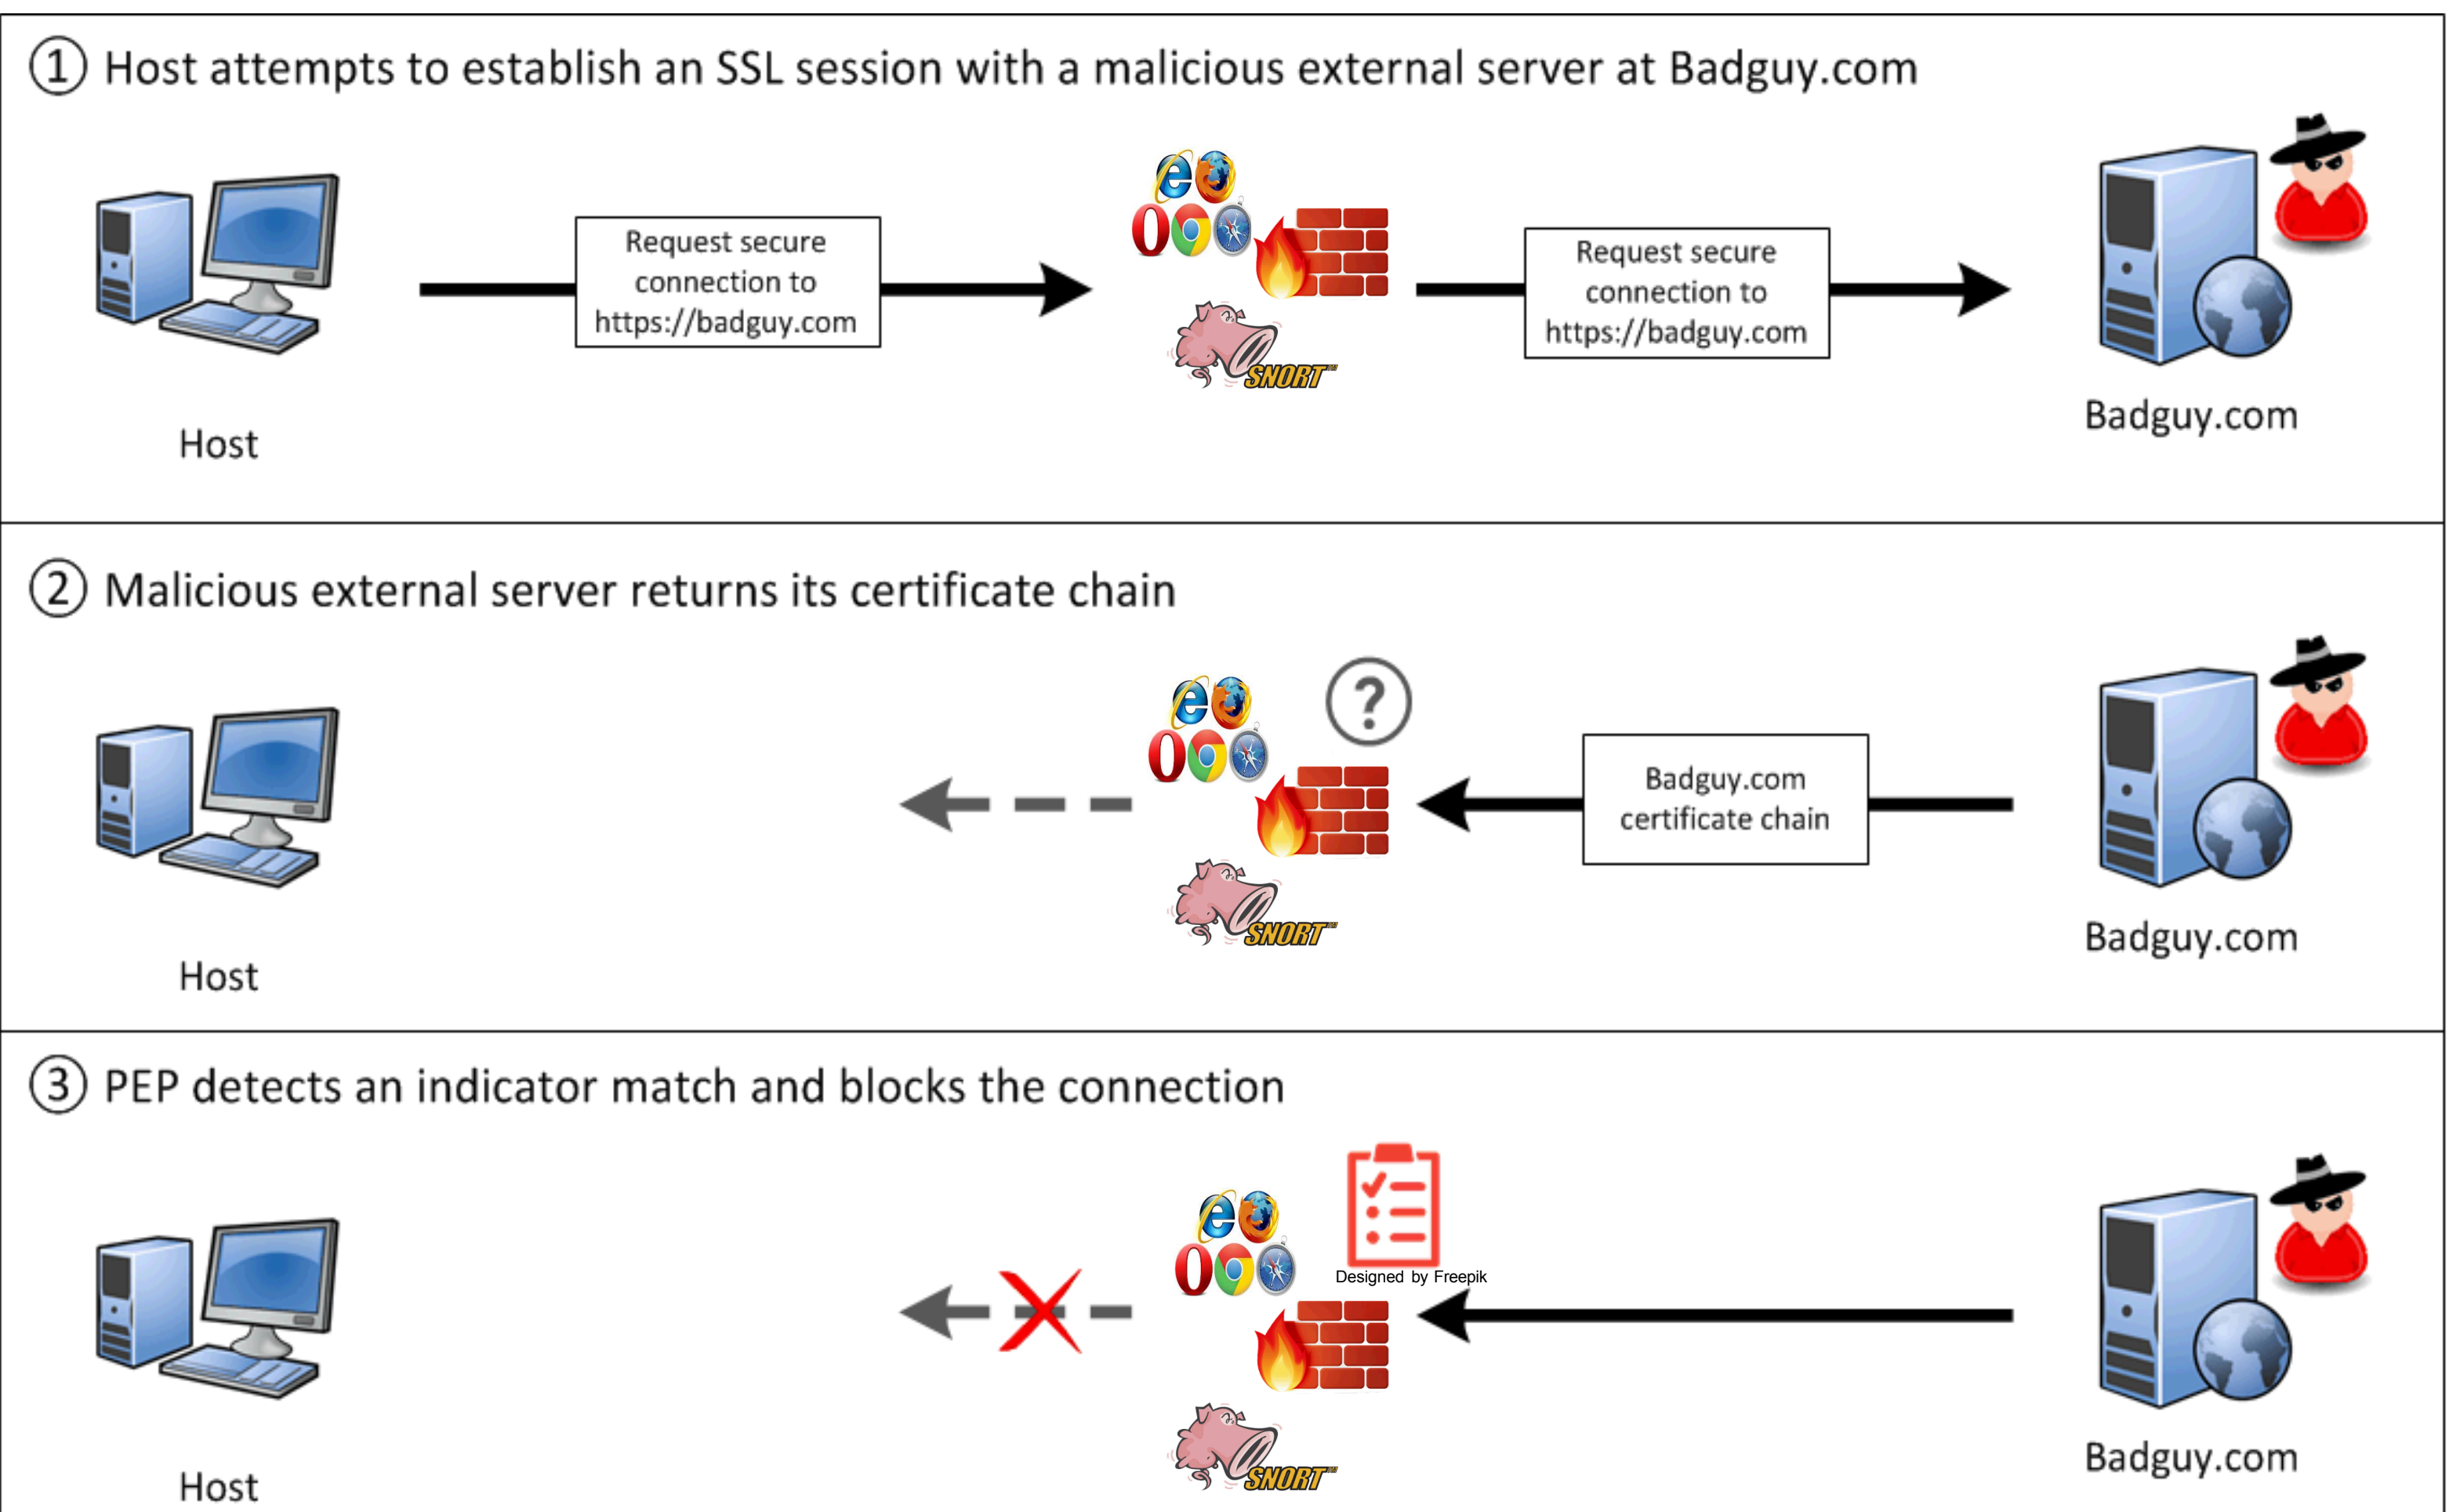 ① Host attempts to establish an SSL session with a malicious external server at Badguy.com
Request secure
connection to
https://badguy.com
Request secure
connection to
https://badguy.com
SNORT™
Host
Badguy.com
② Malicious external server returns its certificate chain
?
Badguy.com
certificate chain
SNORT™
Host
Badguy.com
③ PEP detects an indicator match and blocks the connection
Designed by Freepik
SNORT™
Host
Badguy.com